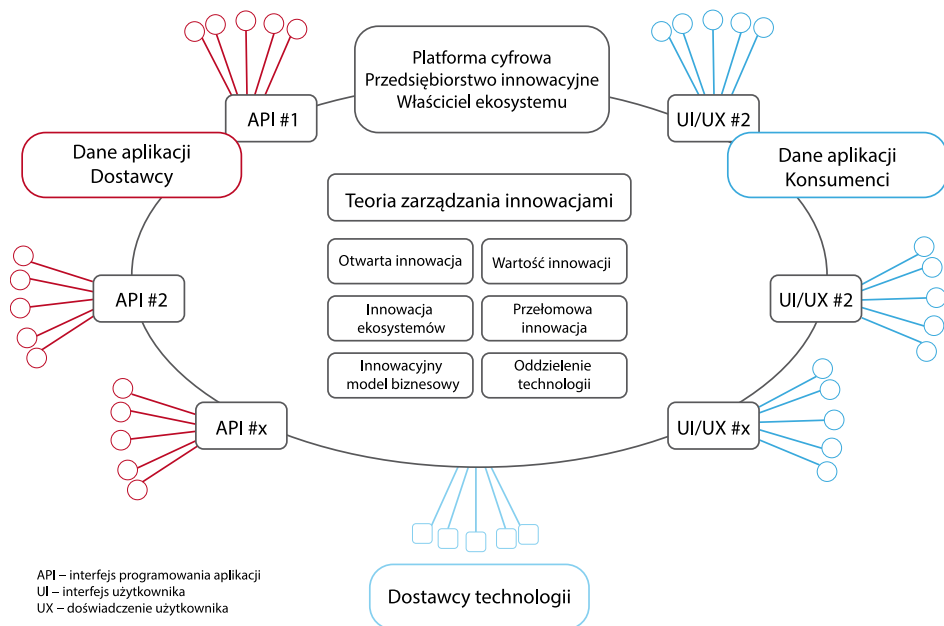 Platforma cyfrowa
Przedsiębiorstwo innowacyjne
Właściciel ekosystemu
API #1
UI/UX #2
Dane aplikacji
Dostawcy
Dane aplikacji
Konsumenci
Teoria zarządzania innowacjami
Otwarta innowacja
Wartość innowacji
API #2
UI/UX #2
Innowacja
ekosystemów
Przełomowa
innowacja
Innowacyjny
model biznesowy
Oddzielenie
technologii
API #x
UI/UX #x
Dostawcy technologii
API – interfejs programowania aplikacji
UI – interfejs użytkownika
UX – doświadczenie użytkownika